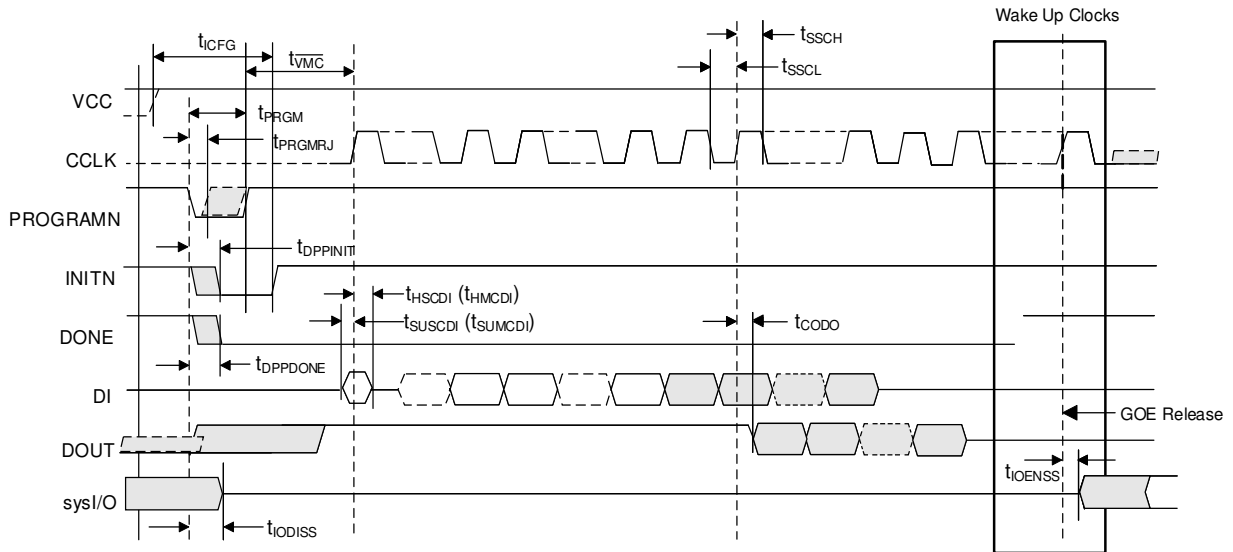 Wake Up Clocks
tICFG
tVMC
tSSCH
tSSCL
VCC
tPRGM
tPRGMRJ
CCLK
PROGRAMN
tDPPINIT
INITN
tHSCDI (tHMCDI)
tSUSCDI (tSUMCDI)
tCODO
DONE
tDPPDONE
DI
GOE Release
DOUT
tIOENSS
sysI/O
tIODISS